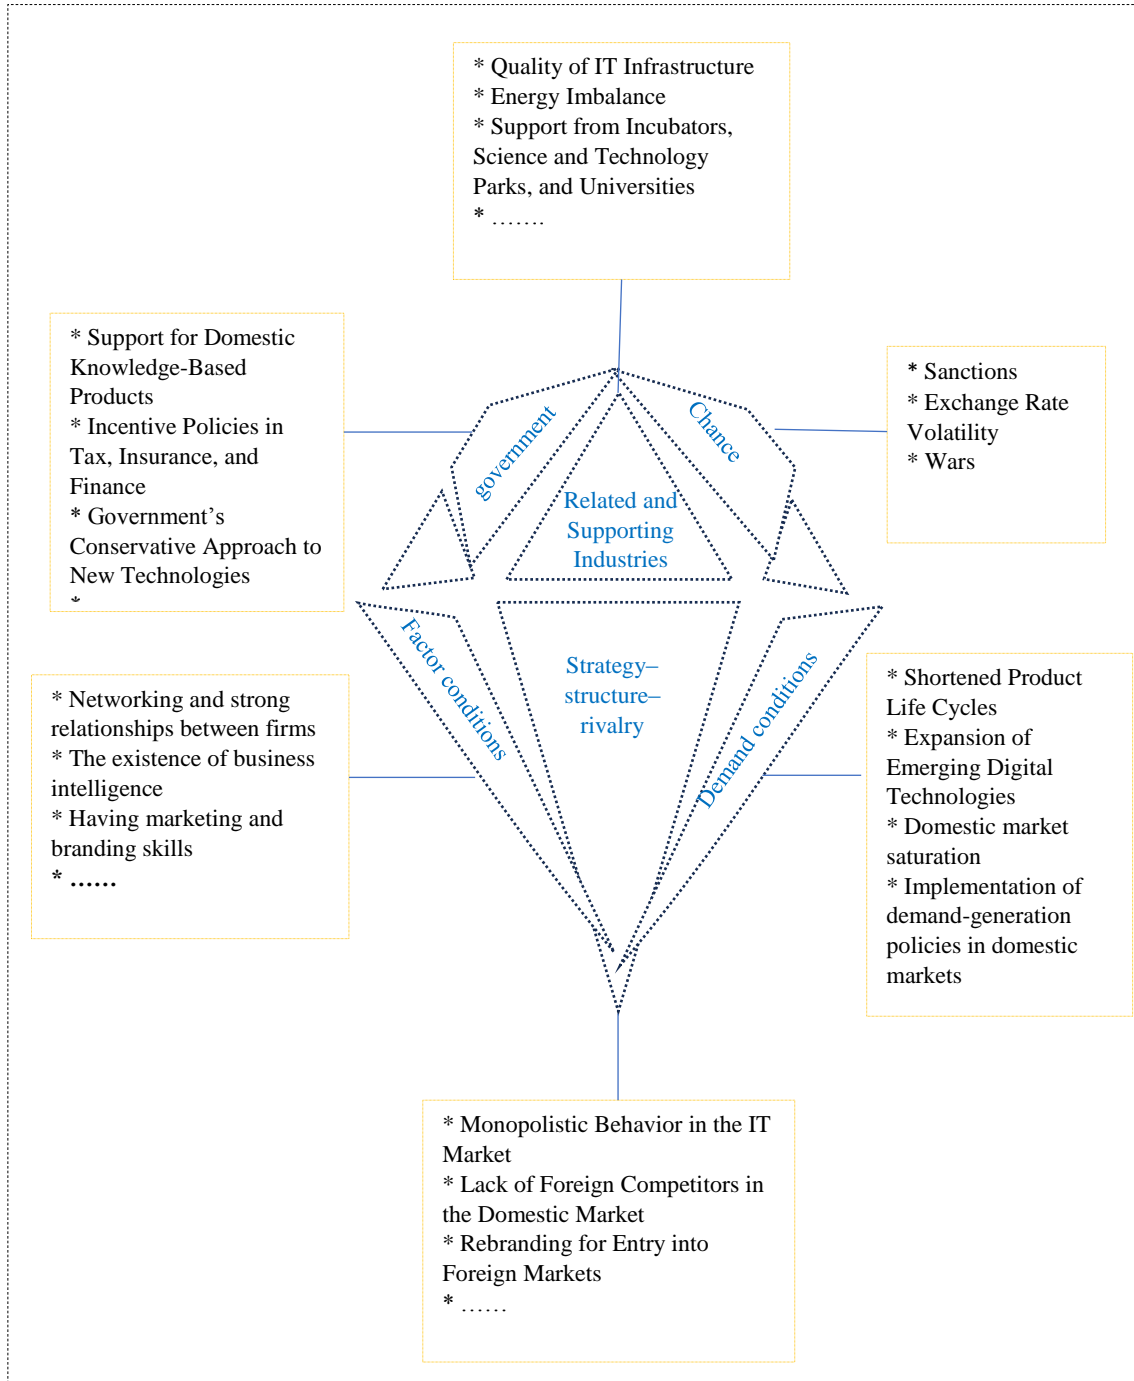 * Quality of IT Infrastructure
* Energy Imbalance
* Support from Incubators,
Science and Technology
Parks, and Universities
* …….
* Support for Domestic
Knowledge-Based
Products
* Incentive Policies in
Tax, Insurance, and
Finance
* Government’s
Conservative Approach to
New Technologies
*
* Sanctions
* Exchange Rate
Volatility
* Wars
government
Chance
Related and
Supporting
Industries
Factor conditions
Strategy–
structure–
rivalry
Demand conditions
* Networking and strong
relationships between firms
* The existence of business
intelligence
* Having marketing and
branding skills
* ……
* Shortened Product
Life Cycles
* Expansion of
Emerging Digital
Technologies
* Domestic market
saturation
* Implementation of
demand-generation
policies in domestic
markets
* Monopolistic Behavior in the IT
Market
* Lack of Foreign Competitors in
the Domestic Market
* Rebranding for Entry into
Foreign Markets
* ……